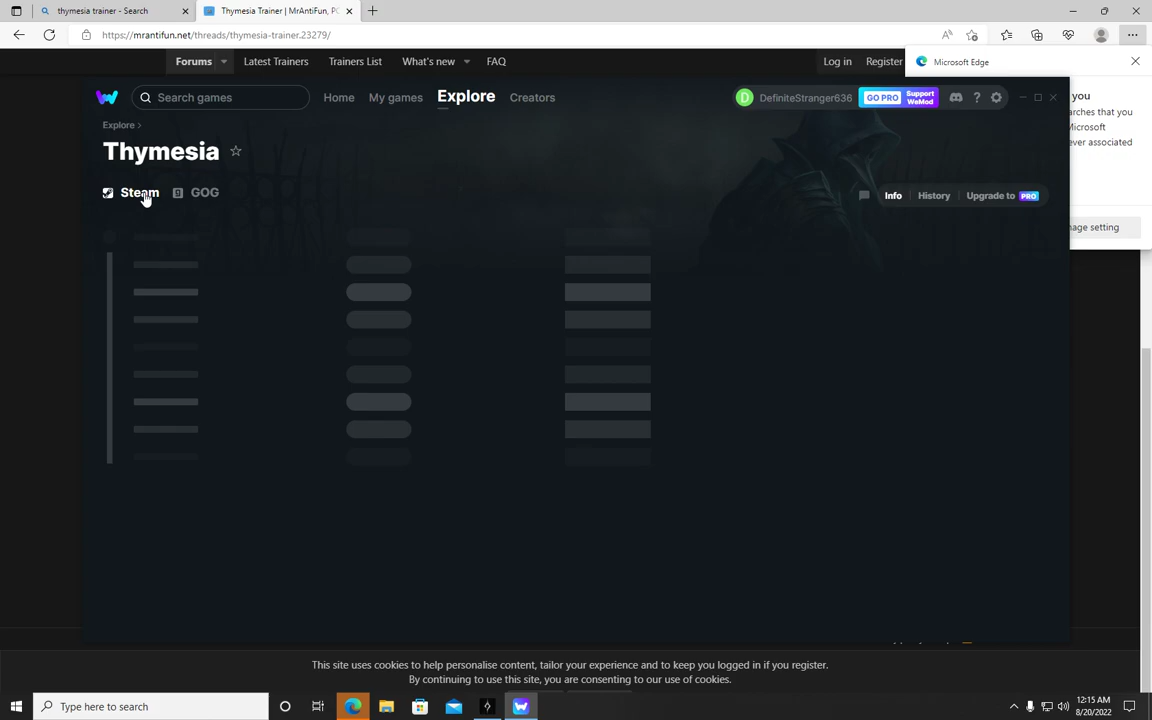 thymesia trainer - Search
Thymesia Trainer | MrAntiFun, PC
https://mrantifun.net/threads/thymesia-trainer.23279/
Forums
Latest Trainers
Trainers List
What's new
FAQ
Log in
Register
Microsoft Edge
you
arches that you
Microsoft
ever associated
nage setting
Search games
Home
My games
Explore
Creators
DefiniteStranger636
GO PRO
Support
WeMod
Explore
Thymesia
Steam
GOG
Info
History
Upgrade to PRO
This site uses cookies to help personalise content, tailor your experience and to keep you logged in if you register.
By continuing to use this site, you are consenting to our use of cookies.
Type here to search
12:15 AM
8/20/2022